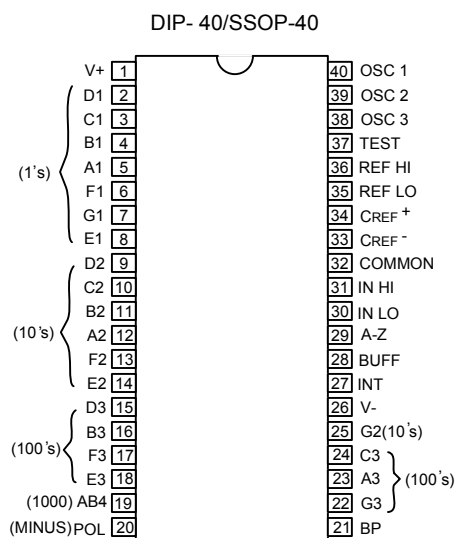 DIP- 40/SSOP-40
V+ 1 40 OSC 1
D1 2 39 OSC 2
C1 3 38 OSC 3
B1 4 37 TEST
(1's) A1 5 36 REF HI
F1 6 35 REF LO
G1 7 34 CREF +
E1 8 33 CREF -
D2 9 32 COMMON
C2 10 31 IN HI
B2 11 30 IN LO
(10's) A2 12 29 A-Z
F2 13 28 BUFF
E2 14 27 INT
D3 15 26 V-
B3 16 25 G2(10's)
(100's) F3 17 24 C3
E3 18 23 A3 (100's)
(1000) AB4 19 22 G3
(MINUS) POL 20 21 BP